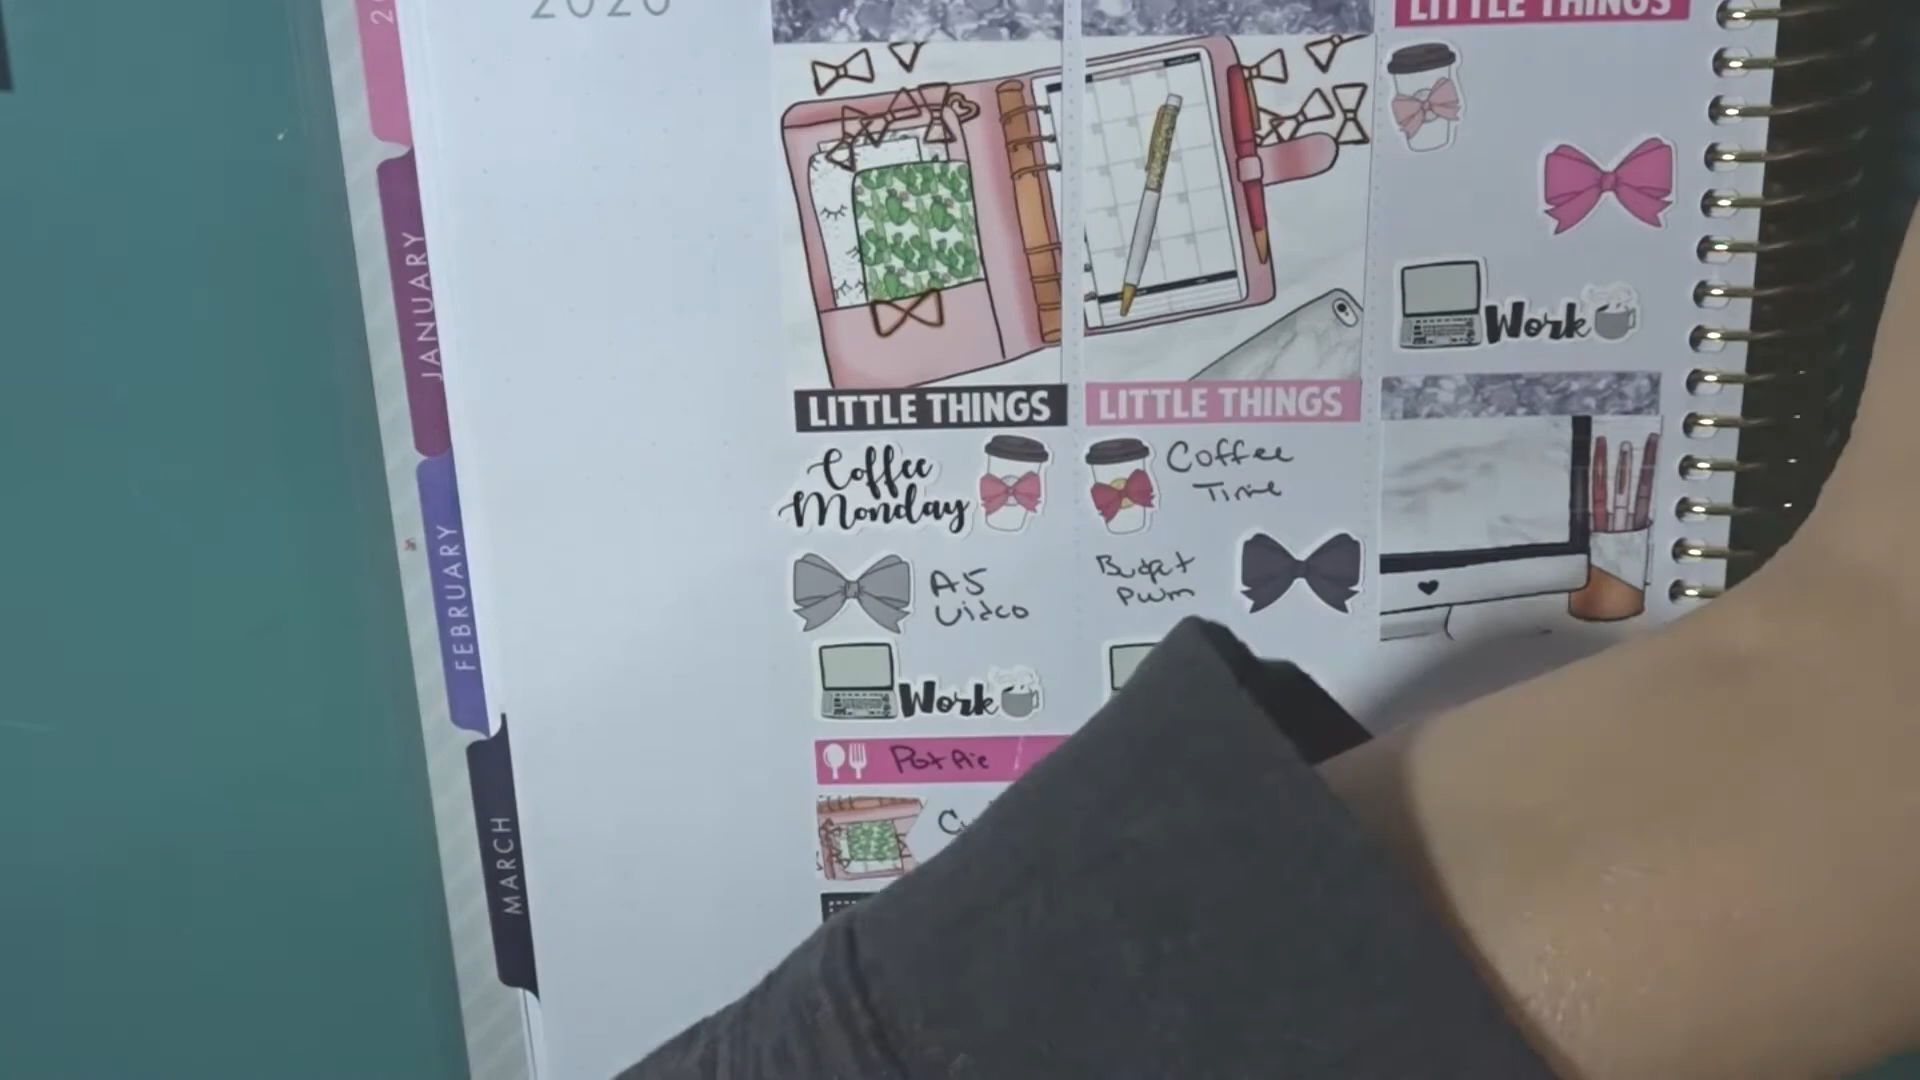 2020
LITTLE THINGS
JANUARY
Work
LITTLE THINGS
LITTLE THINGS
Coffee
Monday
Coffee
Time
A5
Video
Budget
PWM
FEBRUARY
Work
Pot Pie
MARCH